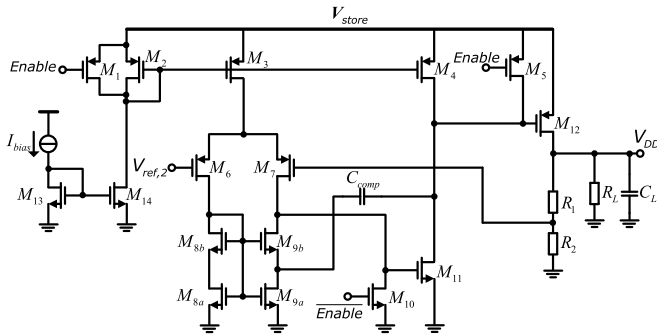 V_store
Enable
M_1
M_2
M_3
M_4
Enable
M_5
M_12
V_DD
I_bias
V_ref,2
M_6
M_7
C_comp
M_13
M_14
R_1
R_L
C_L
R_2
M_8b
M_9b
M_11
M_8a
M_9a
Enable
M_10